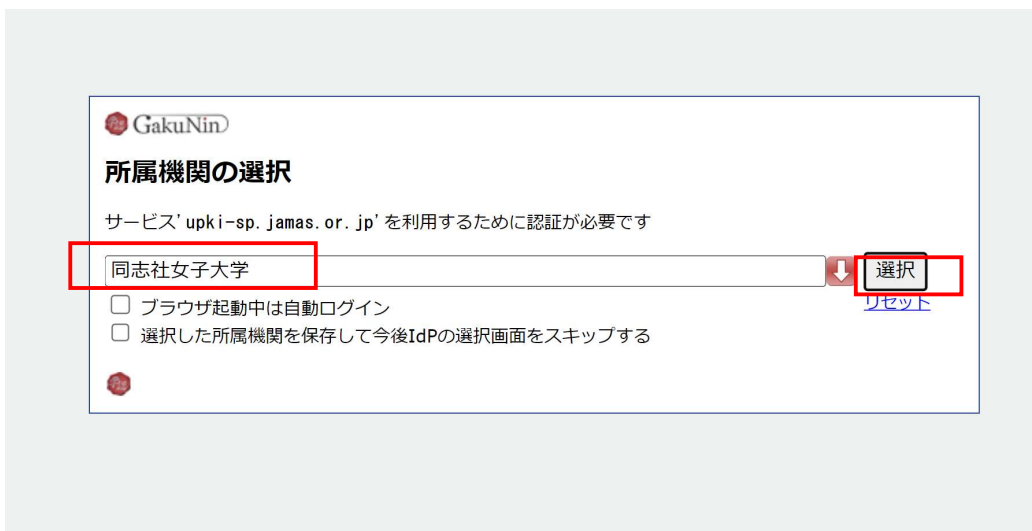 GakuNin
所属機関の選択
サービス'upki-sp.jamas.or.jp'を利用するために認証が必要です
同志社女子大学 選択
ブラウザ起動中は自動ログイン リセット
選択した所属機関を保存して今後IdPの選択画面をスキップする